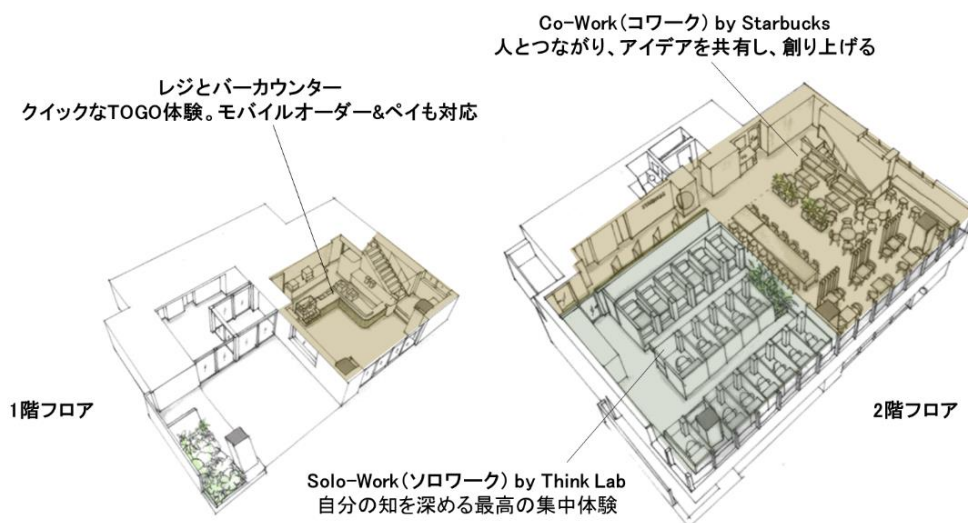 Co-Work(コワーク) by Starbucks
人とつながり、アイデアを共有し、創り上げる
レジとバーカウンター
クイックなTOGO体験。モバイルオーダー&ペイも対応
1階フロア
2階フロア
Solo-Work(ソロワーク) by Think Lab
自分の知を深める最高の集中体験